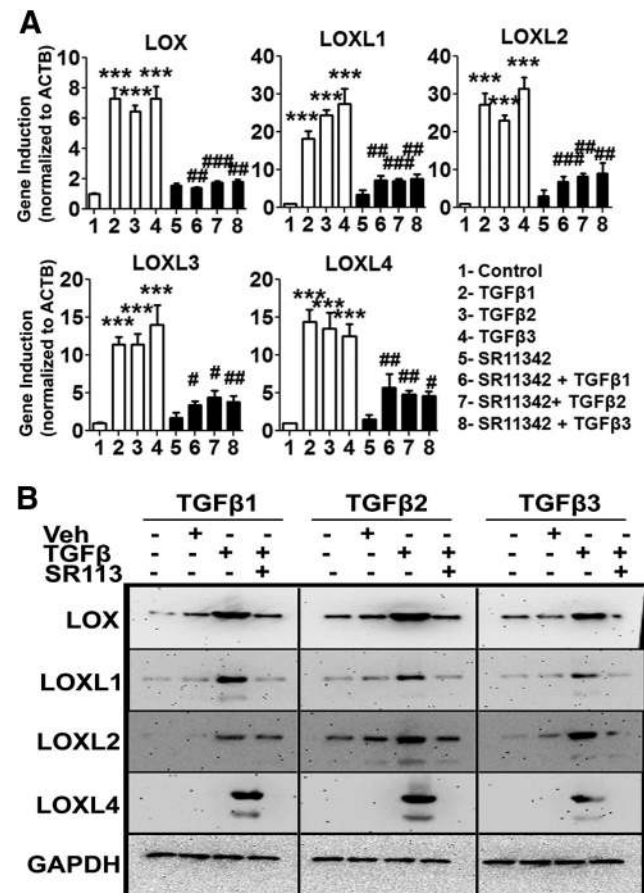 A
LOX
LOXL1
LOXL2
Gene Induction
(normalized to ACTB)
10
8
6
4
2
0
*** *** ***
## ### ##
1 2 3 4 5 6 7 8
40
30
20
10
0
*** *** ***
## ### ##
1 2 3 4 5 6 7 8
40
30
20
10
0
*** *** ***
### ## ##
1 2 3 4 5 6 7 8
LOXL3
LOXL4
Gene Induction
(normalized to ACTB)
20
15
10
5
0
*** *** ***
# # ##
1 2 3 4 5 6 7 8
20
15
10
5
0
*** *** ***
## ## #
1 2 3 4 5 6 7 8
1- Control
2- TGFβ1
3- TGFβ2
4- TGFβ3
5- SR11342
6- SR11342 + TGFβ1
7- SR11342+ TGFβ2
8- SR11342 + TGFβ3
B
TGFβ1 TGFβ2 TGFβ3
Veh - + - - - + - - - + - -
TGFβ - - + + - - + + - - + +
SR113 - - - + - - - + - - - +
LOX
LOXL1
LOXL2
LOXL4
GAPDH